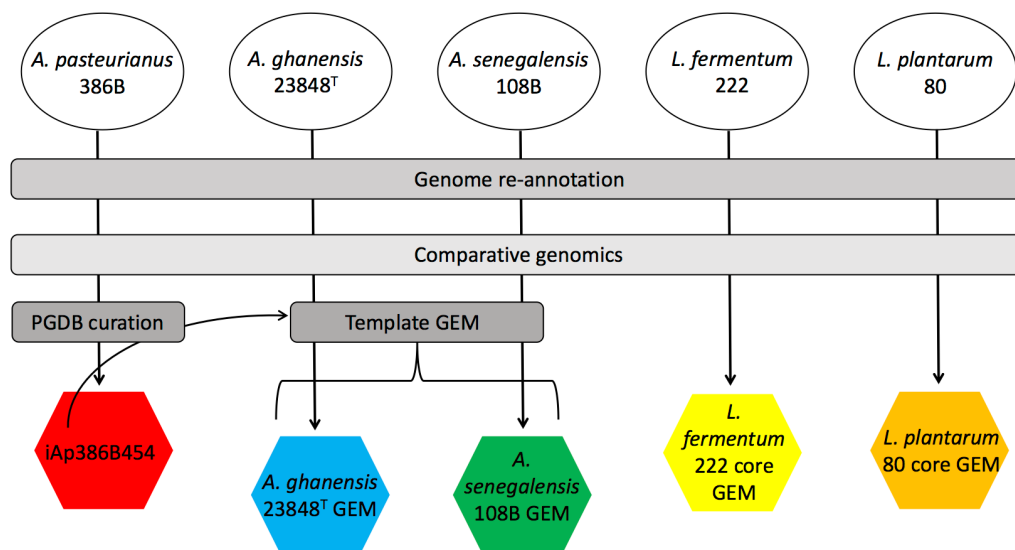 A. pasteurianus
386B
A. ghanensis
23848ᵀ
A. senegalensis
108B
L. fermentum
222
L. plantarum
80
Genome re-annotation
Comparative genomics
PGDB curation
Template GEM
iAp386B454
A. ghanensis
23848ᵀ GEM
A.
senegalensis
108B GEM
L.
fermentum
222 core
GEM
L. plantarum
80 core GEM